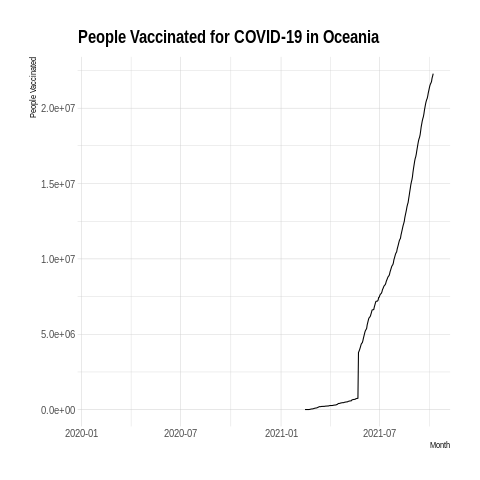 People Vaccinated for COVID-19 in Oceania
People Vaccinated
2.0e+07
1.5e+07
1.0e+07
5.0e+06
0.0e+00
2020-01 2020-07 2021-01 2021-07
Month